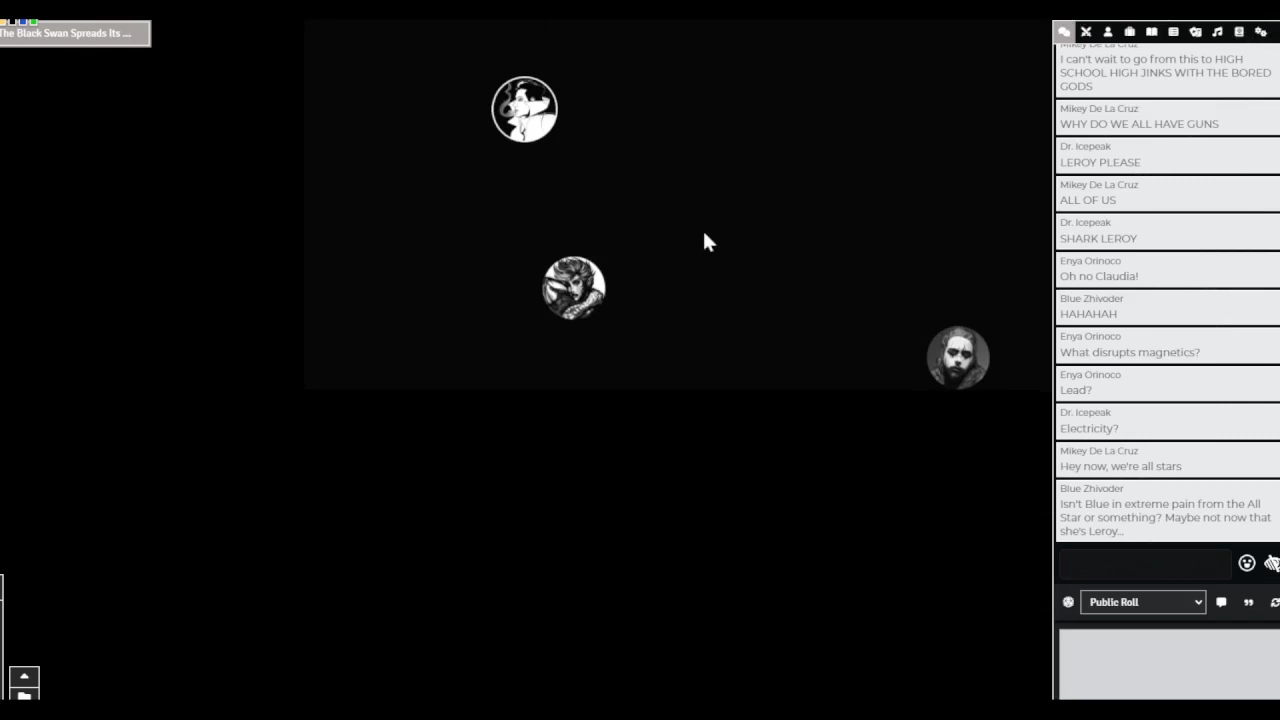 The Black Swan Spreads Its ...
Mikey De La Cruz
I can't wait to go from this to HIGH
SCHOOL HIGH JINKS WITH THE BORED
GODS
Mikey De La Cruz
WHY DO WE ALL HAVE GUNS
Dr. Icepeak
LEROY PLEASE
Mikey De La Cruz
ALL OF US
Dr. Icepeak
SHARK LEROY
Enya Orinoco
Oh no Claudia!
Blue Zhivoder
HAHAHAH
Enya Orinoco
What disrupts magnetics?
Enya Orinoco
Lead?
Dr. Icepeak
Electricity?
Mikey De La Cruz
Hey now, we're all stars
Blue Zhivoder
Isn't Blue in extreme pain from the All
Star or something? Maybe not now that
she's Leroy...
Public Roll